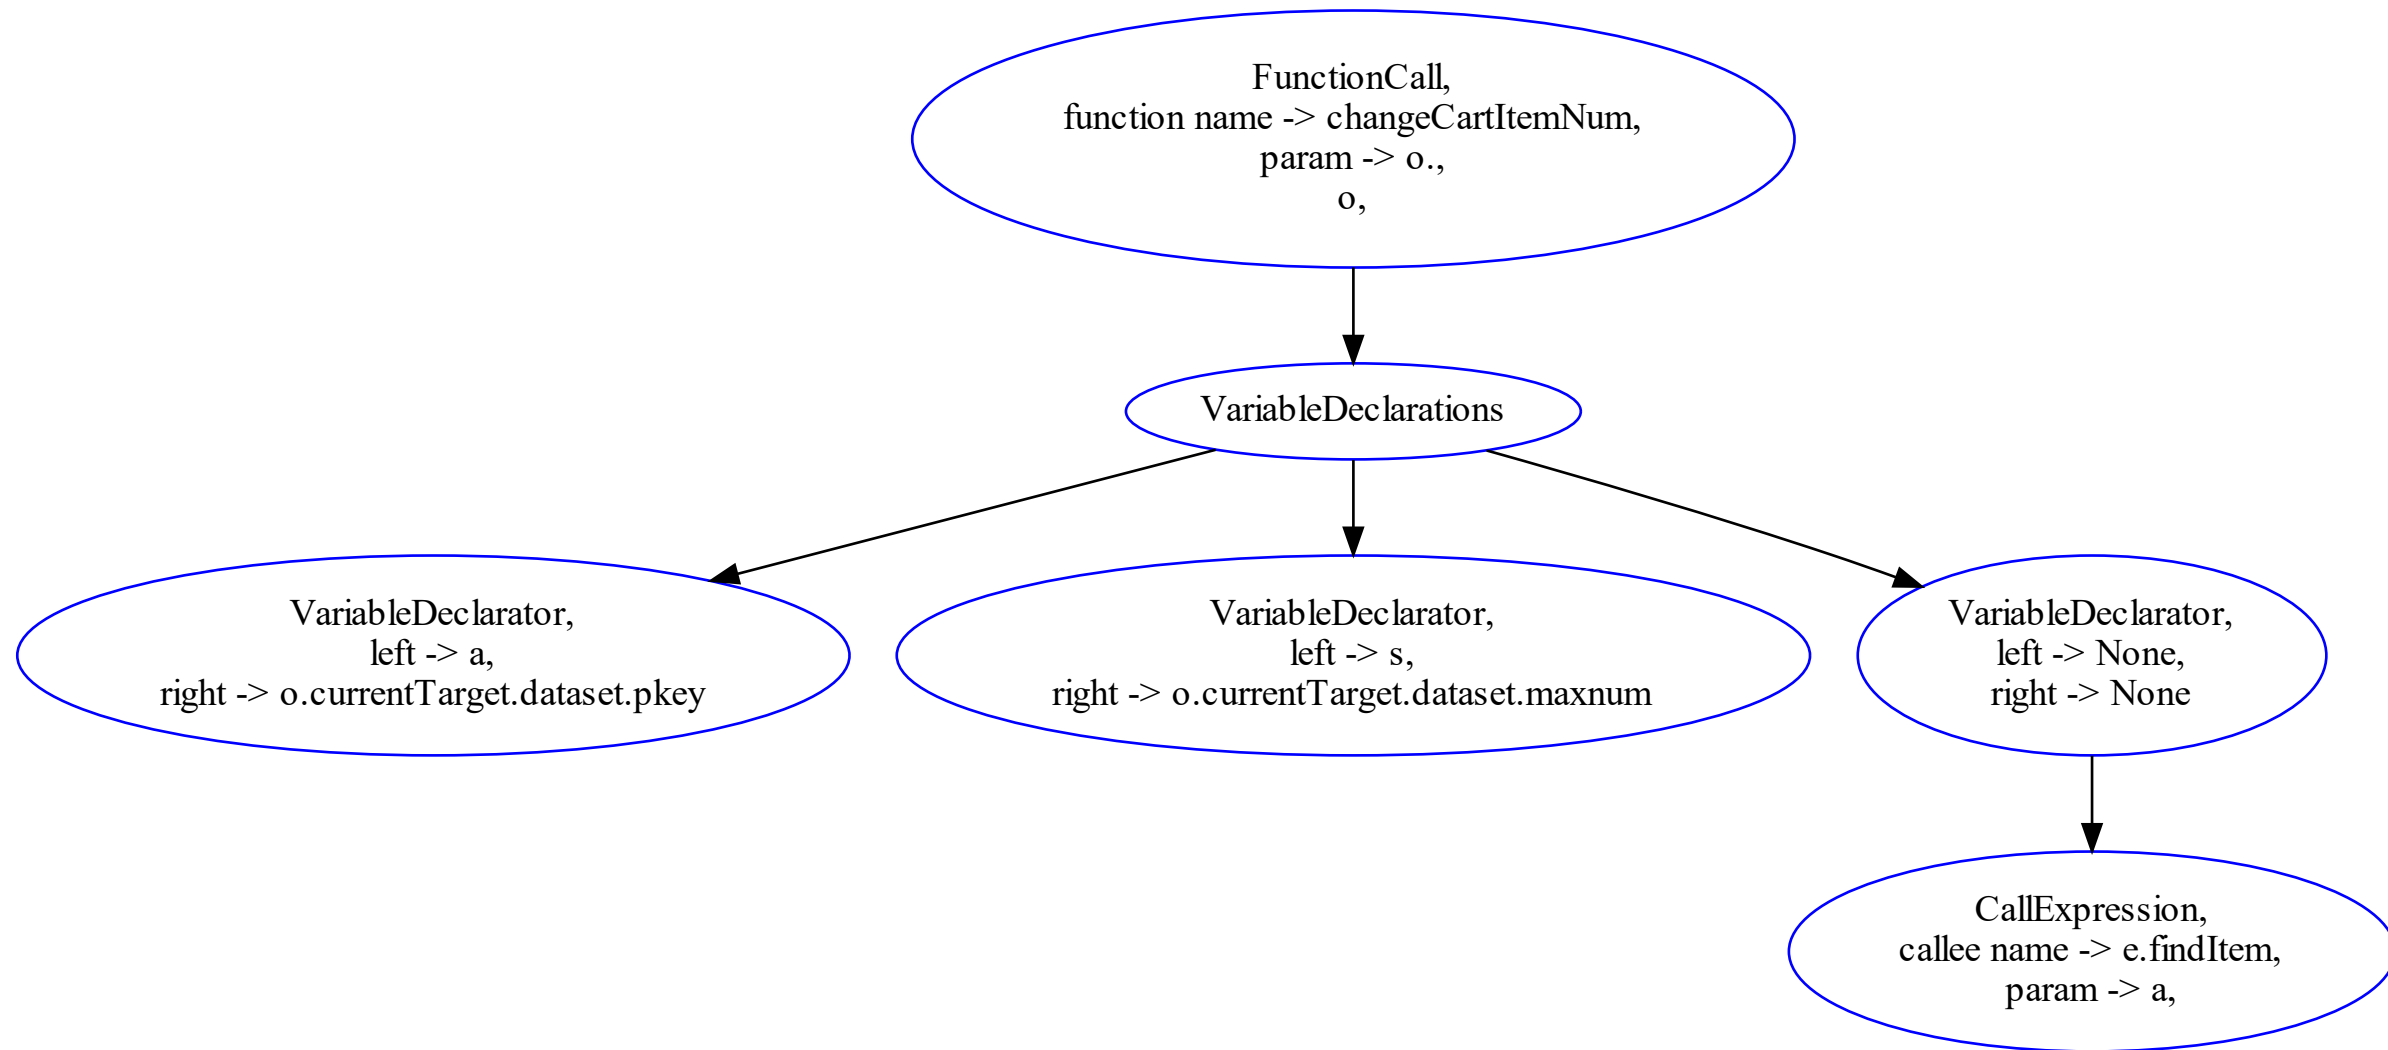 FunctionCall,
function name -> changeCartItemNum,
param -> o.,
o,
VariableDeclarations
VariableDeclarator,
left -> a,
right -> o.currentTarget.dataset.pkey
VariableDeclarator,
left -> s,
right -> o.currentTarget.dataset.maxnum
VariableDeclarator,
left -> None,
right -> None
CallExpression,
callee name -> e.findItem,
param -> a,